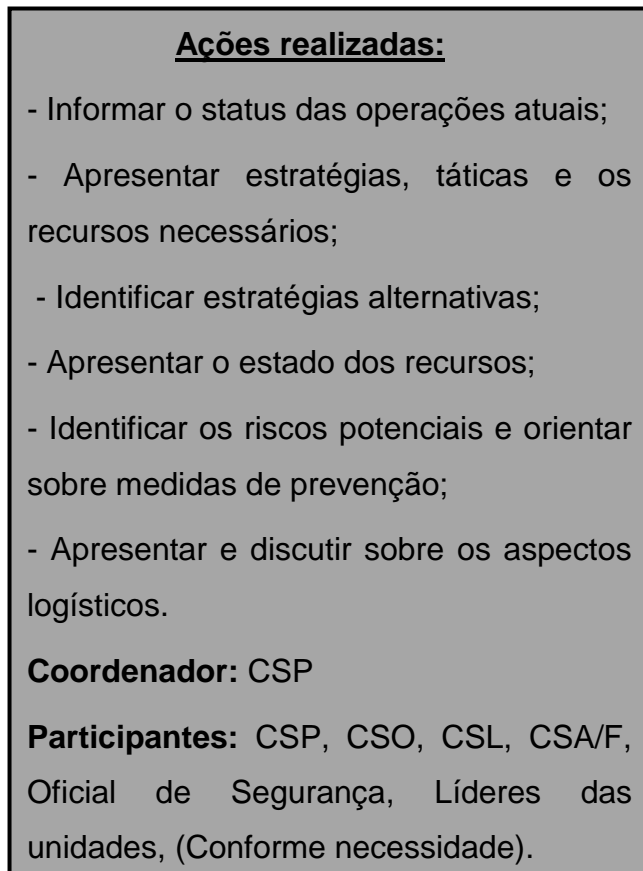 Ações realizadas:
- Informar o status das operações atuais;
- Apresentar estratégias, táticas e os
recursos necessários;
- Identificar estratégias alternativas;
- Apresentar o estado dos recursos;
- Identificar os riscos potenciais e orientar
sobre medidas de prevenção;
- Apresentar e discutir sobre os aspectos
logísticos.
Coordenador: CSP
Participantes: CSP, CSO, CSL, CSA/F,
Oficial de Segurança, Líderes das
unidades, (Conforme necessidade).